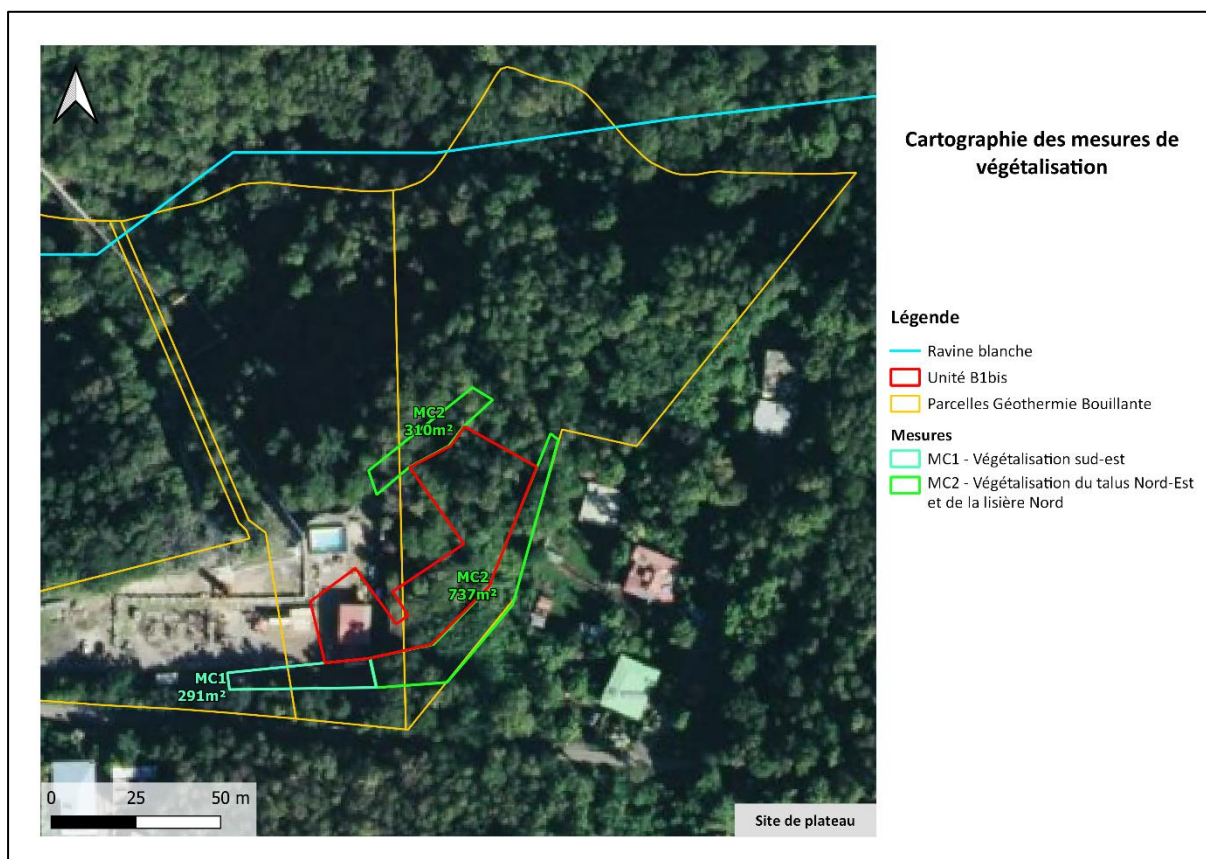 Cartographie des mesures de
végétalisation
Légende
Ravine blanche
Unité B1bis
Parcelles Géothermie Bouillante
Mesures
MC1 - Végétalisation sud-est
MC2 - Végétalisation du talus Nord-Est
et de la lisière Nord
MC2
310m²
MC2
737m²
MC1
291m²
0 25 50 m
Site de plateau